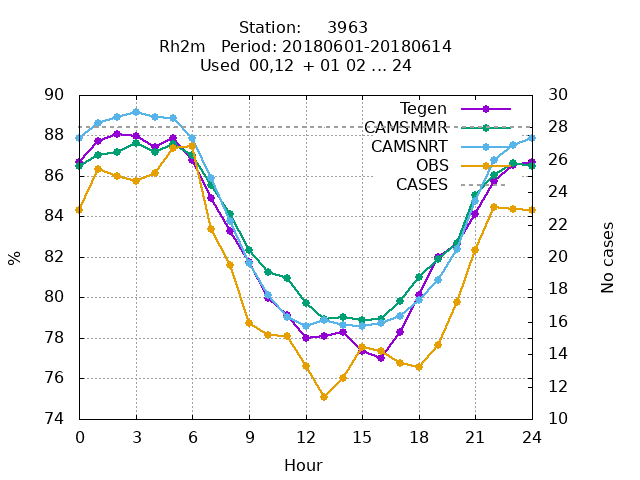 Station: 3963
Rh2m Period: 20180601-20180614
Used 00,12 + 01 02 ... 24
90 30
Tegen
88 28
CAMSMMR
CAMSNRT
86 26
OBS
CASES
24
84
22
82 20
%
No cases
18
80
16
78
14
76
12
74 10
0 3 6 9 12 15 18 21 24
Hour